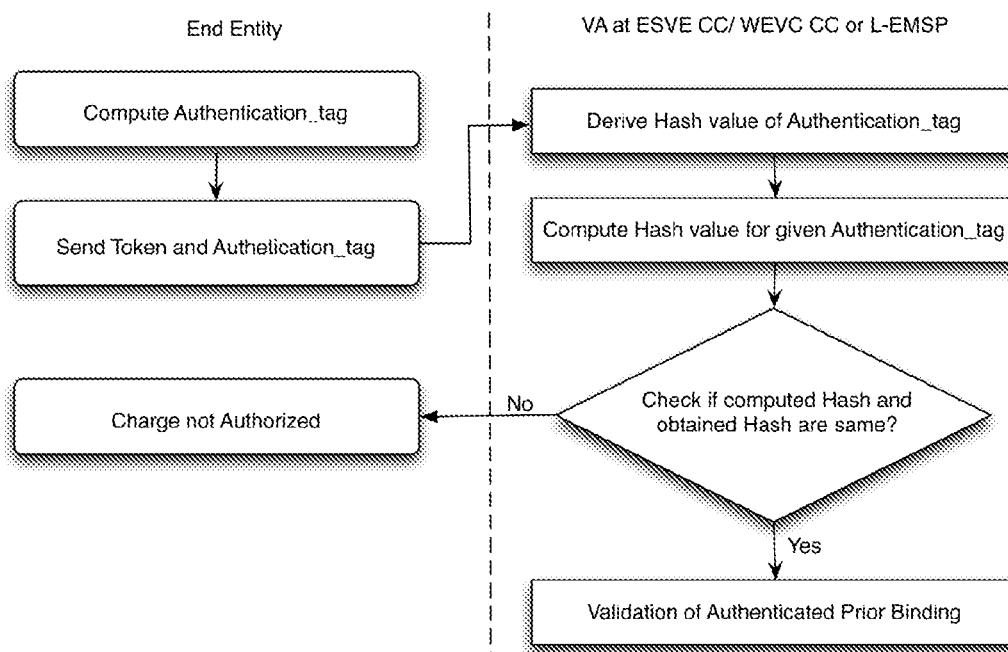 End Entity
VA at ESVE CC/ WEVC CC or L-EMSP
Compute Authentication_tag
Send Token and Authelication_tag
Derive Hash value of Authentication_tag
Compute Hash value for given Authentication_tag
Check if computed Hash and
obtained Hash are same?
No
Charge not Authorized
Yes
Validation of Authenticated Prior Binding